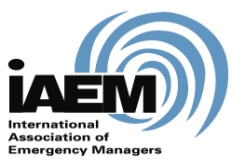 iAEM
International
Association of
Emergency Managers